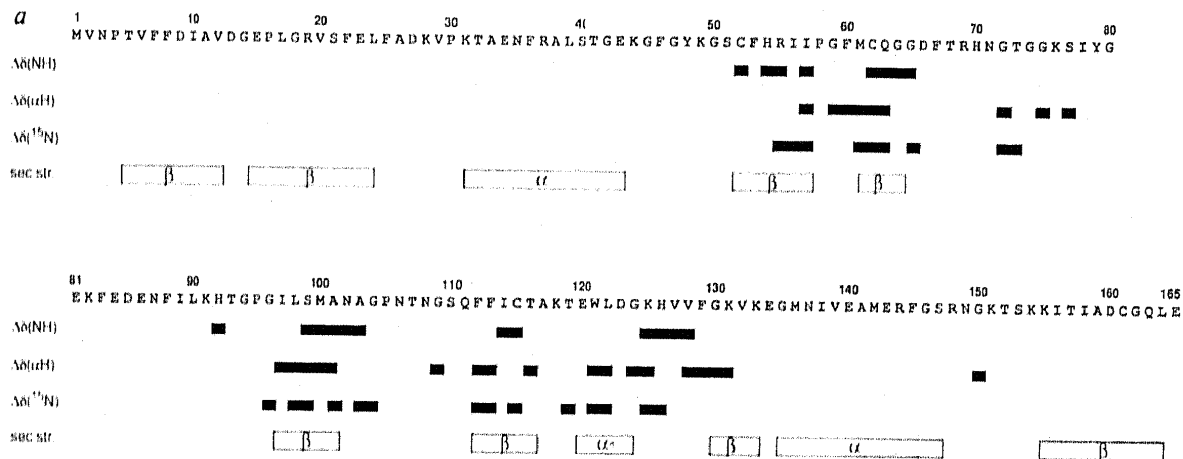 a
1 10 20 30 40 50 60 70 80
MVNPTVFFDIAVDGEPLGRVSFELFADKVPKTAENFRALSTGEKGFGYKGSCFHRIIPGFMCQGGDFTRHNGTGGKSIYG
Δδ(NH)
Δδ(αH)
Δδ(¹⁵N)
sec str. β β α β β
81 90 100 110 120 130 140 150 160 165
EKFEDENFILKHTGPGILSMANAGPNTNGSQFFICTAKTEWLDGKHVVFGKVKEGMNIVEAMERFGSRNGKTSKKITIADCGQLE
Δδ(NH)
Δδ(αH)
Δδ(¹⁵N)
sec str. β β α β α β